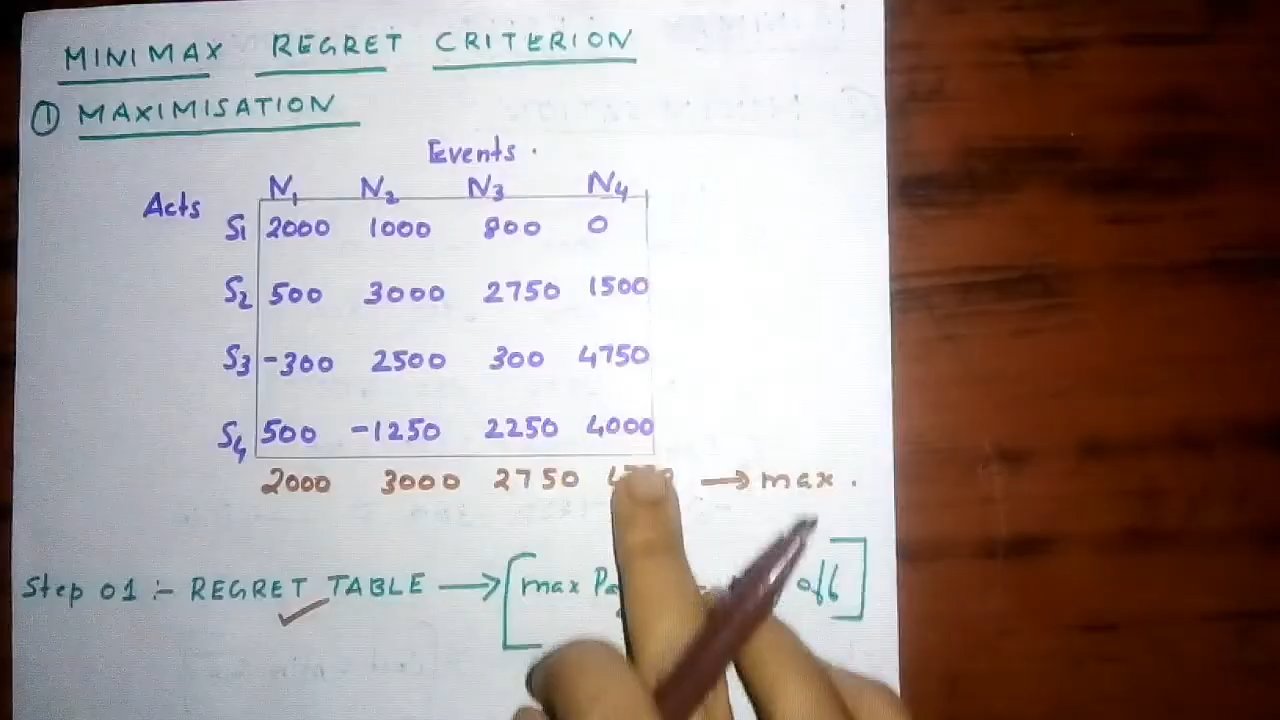 MINIMAX REGRET CRITERION
① MAXIMISATION
Events .
Acts N1 N2 N3 N4
S1 2000 1000 800 0
S2 500 3000 2750 1500
S3 -300 2500 300 4750
S4 500 -1250 2250 4000
2000 3000 2750 → max .
Step 01 :- REGRET TABLE → [max off]